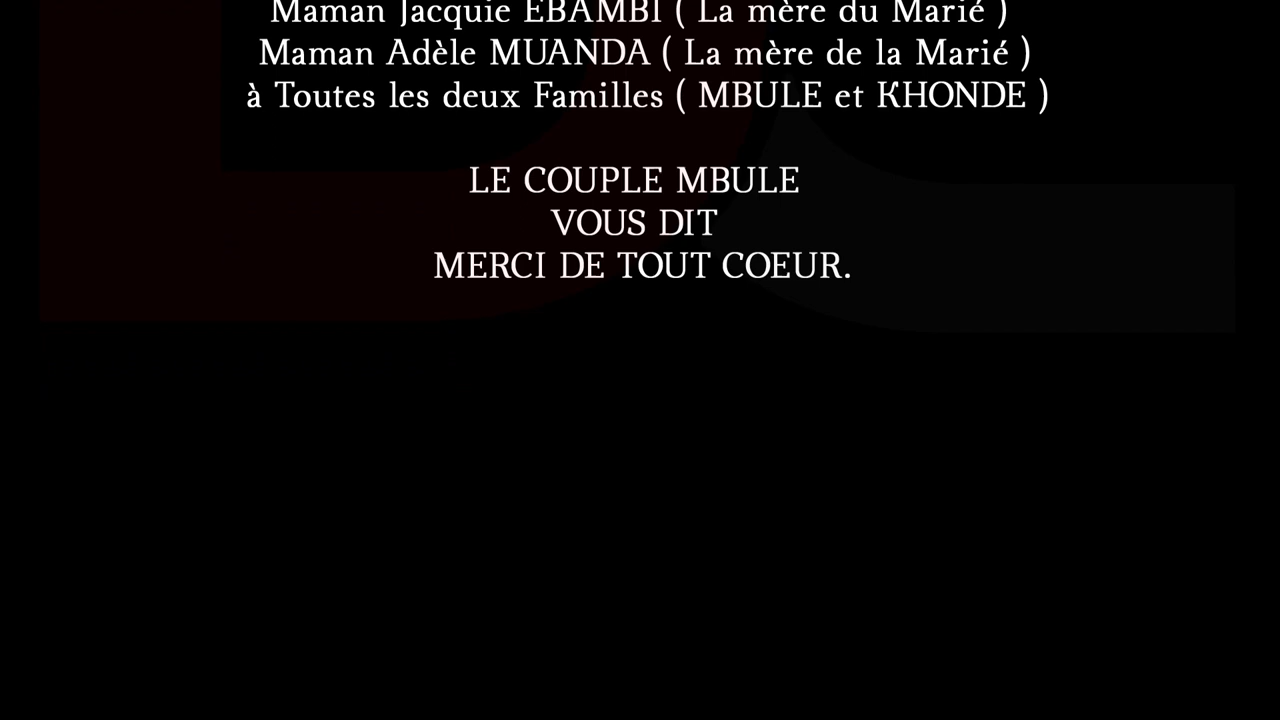 Maman Jacquie EBAMBI ( La mère du Marié )
Maman Adèle MUANDA ( La mère de la Marié )
à Toutes les deux Familles ( MBULE et KHONDE )
LE COUPLE MBULE
VOUS DIT
MERCI DE TOUT COEUR.